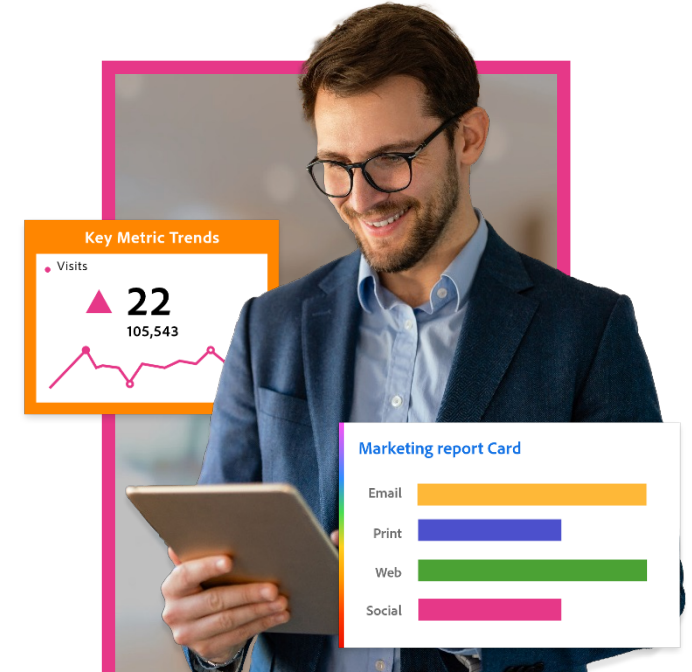 Key Metric Trends
Visits
22
105,543
Marketing report Card
Email
Print
Web
Social